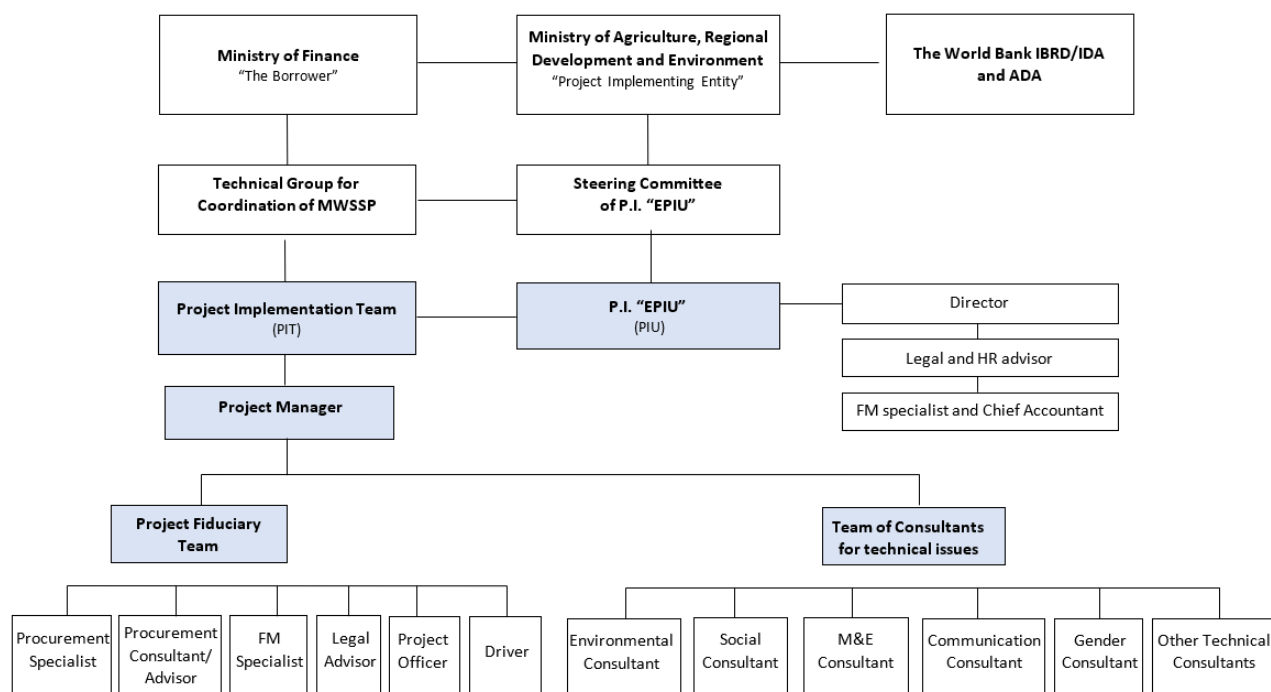 Ministry of Finance
“The Borrower”
Ministry of Agriculture, Regional
Development and Environment
“Project Implementing Entity”
The World Bank IBRD/IDA
and ADA
Technical Group for
Coordination of MWSSP
Steering Committee
of P.I. “EPIU”
Project Implementation Team
(PIT)
P.I. “EPIU”
(PIU)
Director
Legal and HR advisor
FM specialist and Chief Accountant
Project Manager
Project Fiduciary
Team
Team of Consultants
for technical issues
Procurement
Specialist
Procurement
Consultant/
Advisor
FM
Specialist
Legal
Advisor
Project
Officer
Driver
Environmental
Consultant
Social
Consultant
M&E
Consultant
Communication
Consultant
Gender
Consultant
Other Technical
Consultants